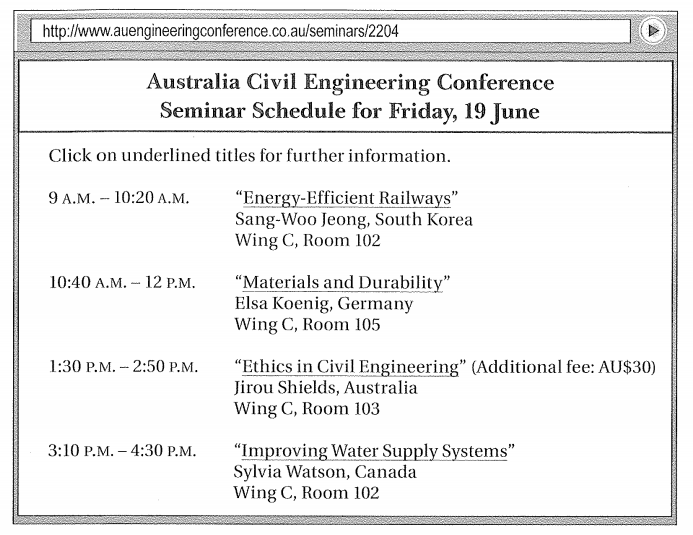 http://www.auengineeringconference.co.au/seminars/2204
Australia Civil Engineering Conference
Seminar Schedule for Friday, 19 June
Click on underlined titles for further information.
9 A.M. – 10:20 A.M. "Energy-Efficient Railways"
Sang-Woo Jeong, South Korea
Wing C, Room 102
10:40 A.M. – 12 P.M. "Materials and Durability"
Elsa Koenig, Germany
Wing C, Room 105
1:30 P.M. – 2:50 P.M. "Ethics in Civil Engineering" (Additional fee: AU$30)
Jirou Shields, Australia
Wing C, Room 103
3:10 P.M. – 4:30 P.M. "Improving Water Supply Systems"
Sylvia Watson, Canada
Wing C, Room 102